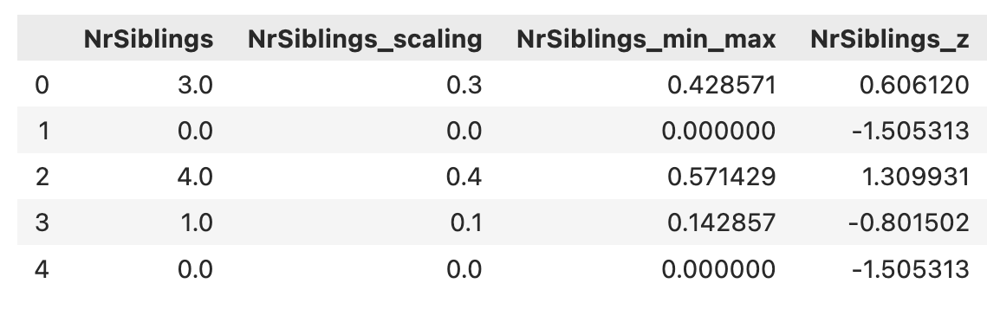 NrSiblings NrSiblings_scaling NrSiblings_min_max NrSiblings_z
0 3.0 0.3 0.428571 0.606120
1 0.0 0.0 0.000000 -1.505313
2 4.0 0.4 0.571429 1.309931
3 1.0 0.1 0.142857 -0.801502
4 0.0 0.0 0.000000 -1.505313